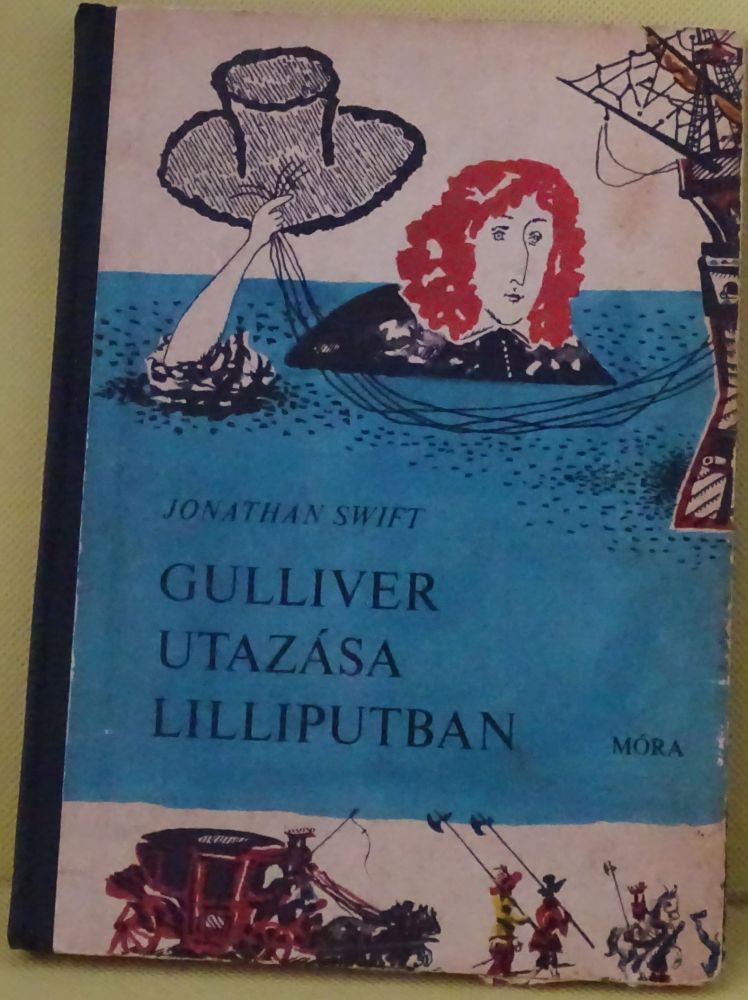 JONATHAN SWIFT
GULLIVER
UTAZÁSA
LILLIPUTBAN
MÓRA